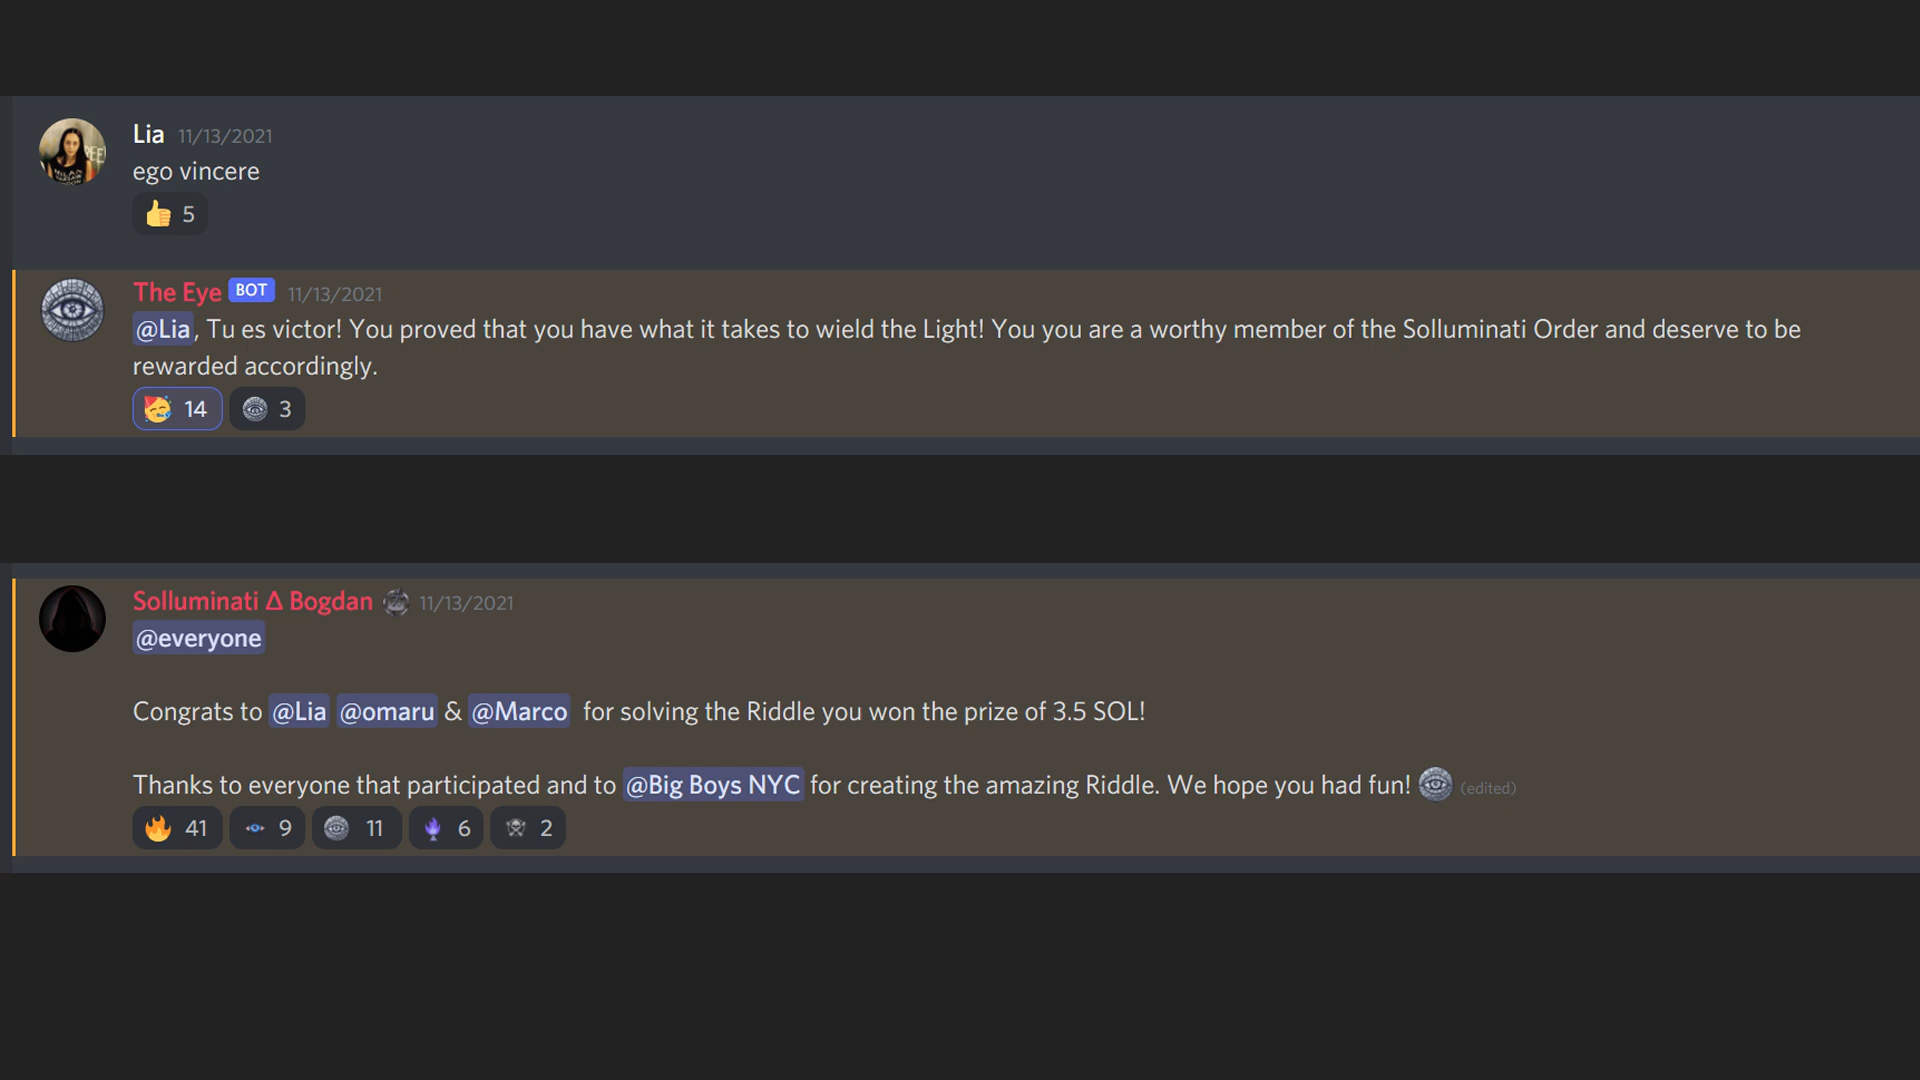 Lia 11/13/2021
ego vincere
👍 5
The Eye BOT 11/13/2021
@Lia, Tu es victor! You proved that you have what it takes to wield the Light! You you are a worthy member of the Solluminati Order and deserve to be
rewarded accordingly.
🥳 14 3
Solluminati Δ Bogdan 11/13/2021
@everyone
Congrats to @Lia @omaru & @Marco for solving the Riddle you won the prize of 3.5 SOL!
Thanks to everyone that participated and to @Big Boys NYC for creating the amazing Riddle. We hope you had fun! (edited)
🔥 41 9 11 6 2